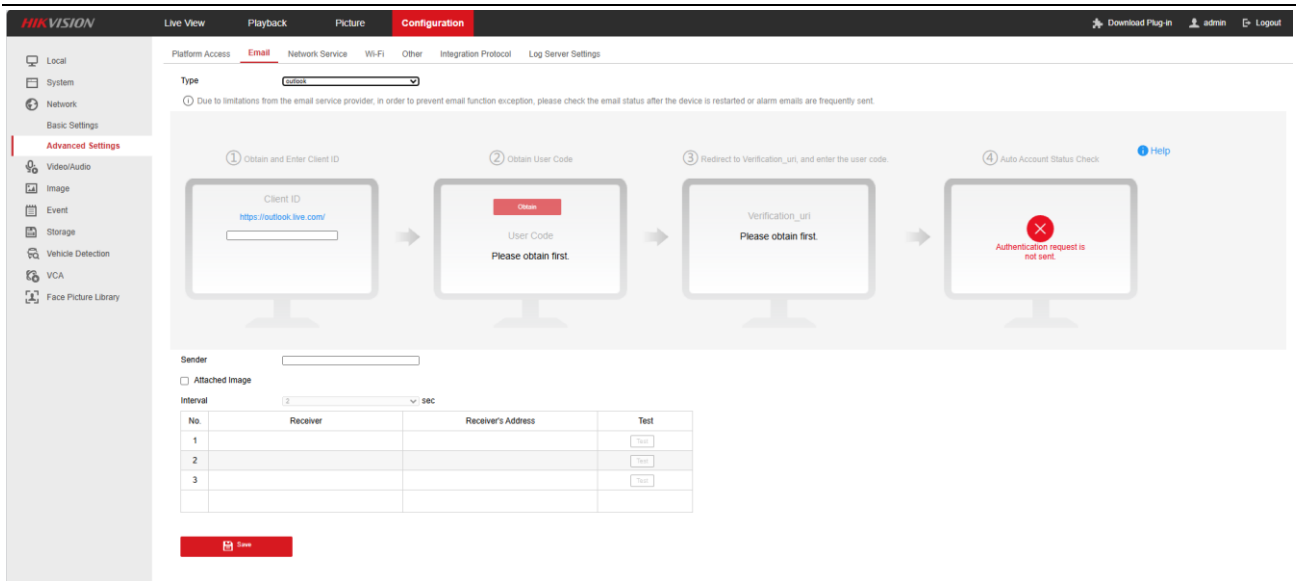 HIKVISION Live View Playback Picture Configuration Download Plug-in admin Logout
Local
System
Network
Basic Settings
Advanced Settings
Video/Audio
Image
Event
Storage
Vehicle Detection
VCA
Face Picture Library
Platform Access Email Network Service Wi-Fi Other Integration Protocol Log Server Settings
Type outlook
Due to limitations from the email service provider, in order to prevent email function exception, please check the email status after the device is restarted or alarm emails are frequently sent.
Help
1 Obtain and Enter Client ID
Client ID
https://outlook.live.com/
2 Obtain User Code
Obtain
User Code
Please obtain first.
3 Redirect to Verification_uri, and enter the user code.
Verification_uri
Please obtain first.
4 Auto Account Status Check
Authentication request is
not sent.
Sender
Attached Image
Interval 2 sec
No. Receiver Receiver's Address Test
1 Test
2 Test
3 Test
Save